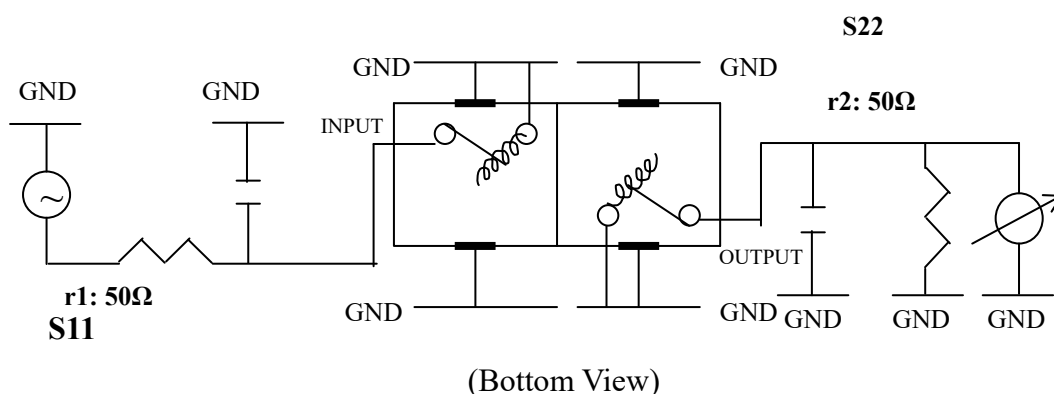 S22
GND
GND
GND
GND
r2: 50Ω
INPUT
~
OUTPUT
r1: 50Ω
S11
GND
GND
GND
GND
GND
(Bottom View)